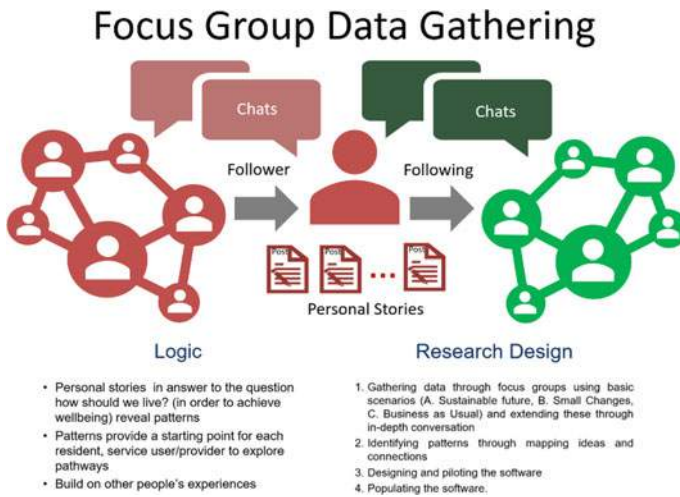 Focus Group Data Gathering
Chats
Chats
Follower
Following
Post
Post
...
Post
Personal Stories
Logic
• Personal stories in answer to the question
how should we live? (in order to achieve
wellbeing) reveal patterns
• Patterns provide a starting point for each
resident, service user/provider to explore
pathways
• Build on other people's experiences
Research Design
1. Gathering data through focus groups using basic
scenarios (A. Sustainable future, B. Small Changes,
C. Business as Usual) and extending these through
in-depth conversation
2. Identifying patterns through mapping ideas and
connections
3. Designing and piloting the software
4. Populating the software.